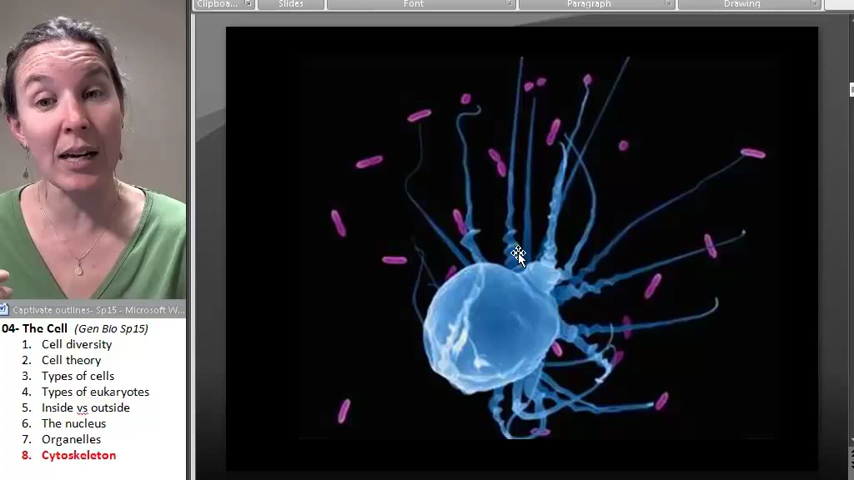 Clipboa...
Slides
Font
Paragraph
Drawing
Captivate outlines- Sp15 - Microsoft W...
04- The Cell (Gen Bio Sp15)
1. Cell diversity
2. Cell theory
3. Types of cells
4. Types of eukaryotes
5. Inside vs outside
6. The nucleus
7. Organelles
8. Cytoskeleton